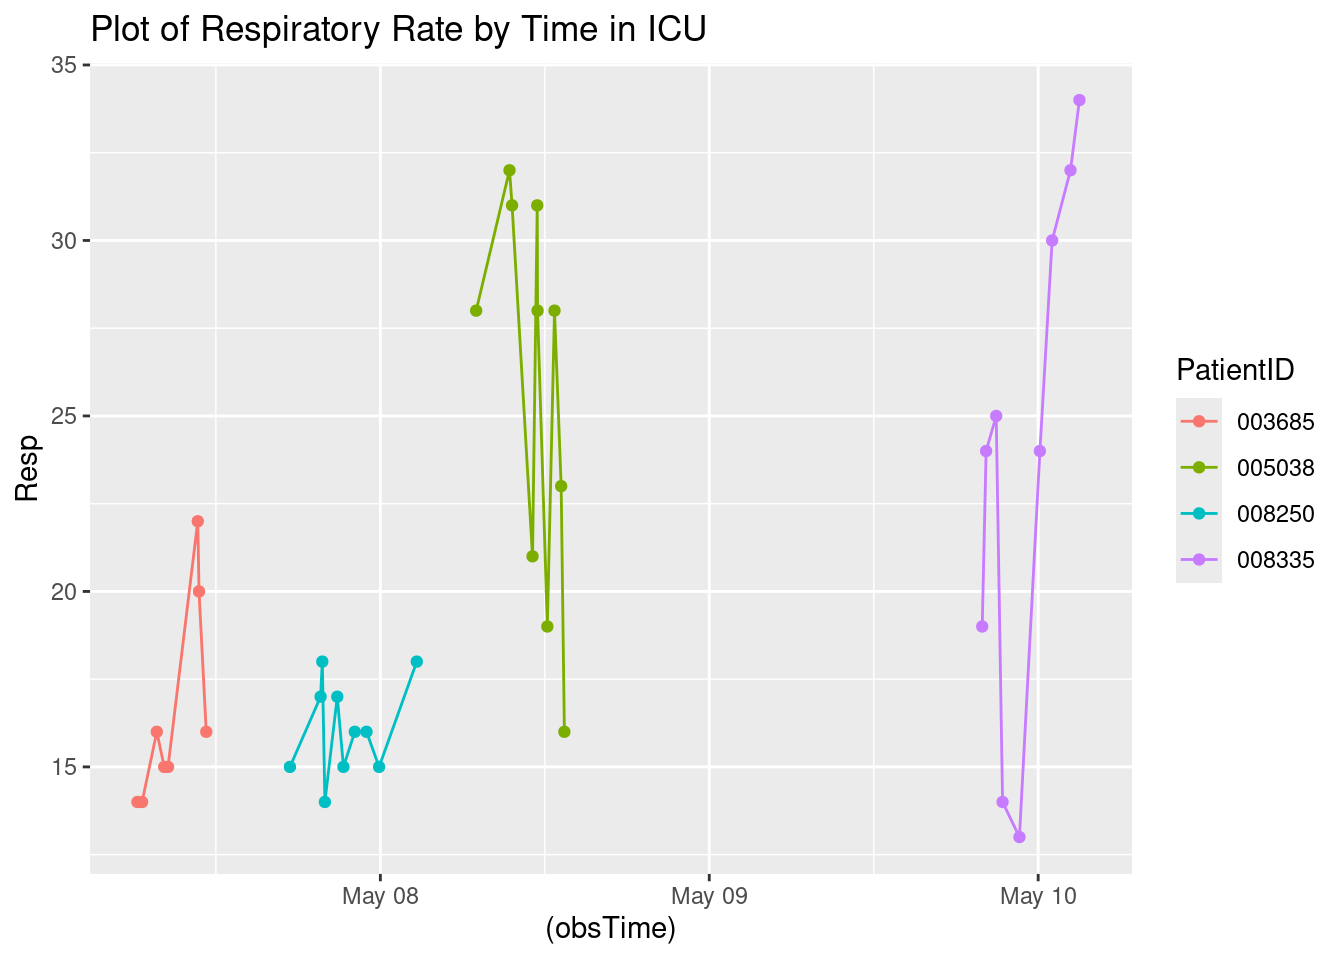 Plot of Respiratory Rate by Time in ICU
35
30
25
20
15
Resp
May 08
May 09
May 10
(obsTime)
PatientID
003685
005038
008250
008335